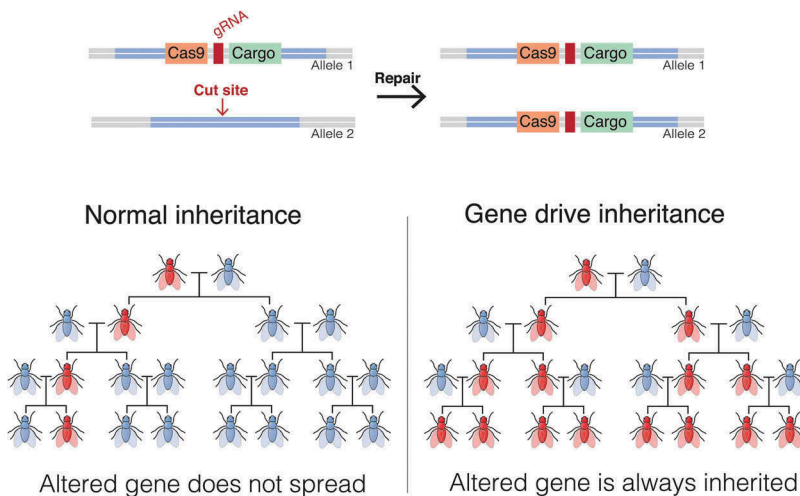 gRNA
Cas9 Cargo
Allele 1
Cut site
Allele 2
Repair
Cas9 Cargo
Allele 1
Cas9 Cargo
Allele 2
Normal inheritance
Gene drive inheritance
Altered gene does not spread
Altered gene is always inherited